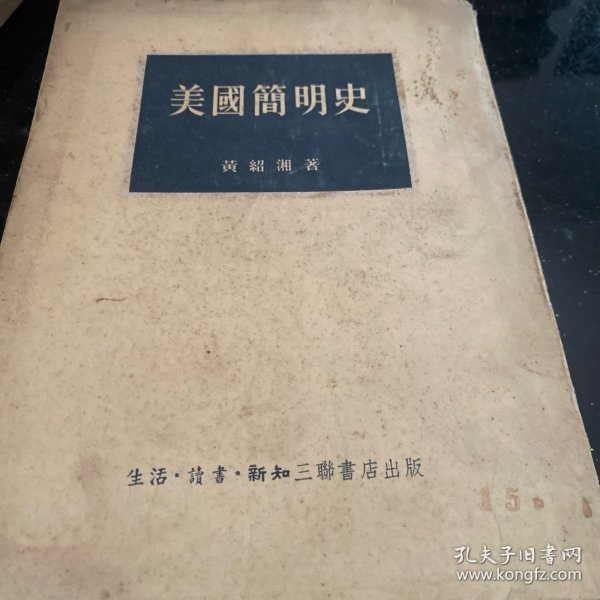 美國簡明史
黃紹湘著
生活·讀書·新知三聯書店出版
15.
孔夫子旧书网
www.kongfz.com